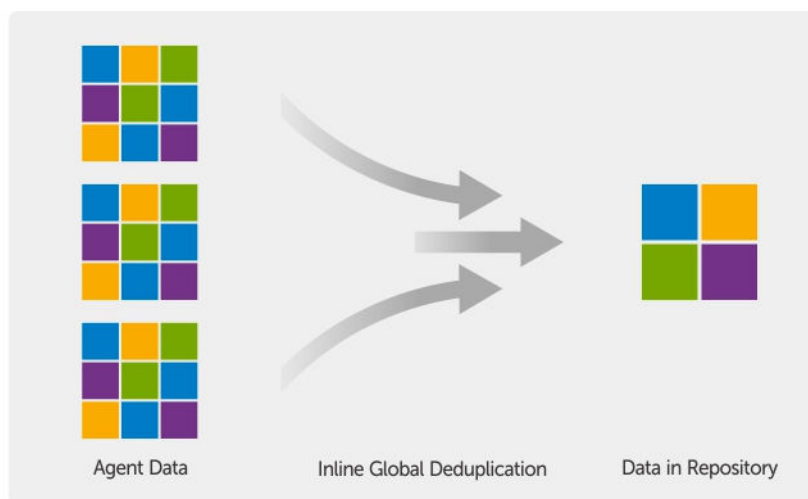 Agent Data
Inline Global Deduplication
Data in Repository